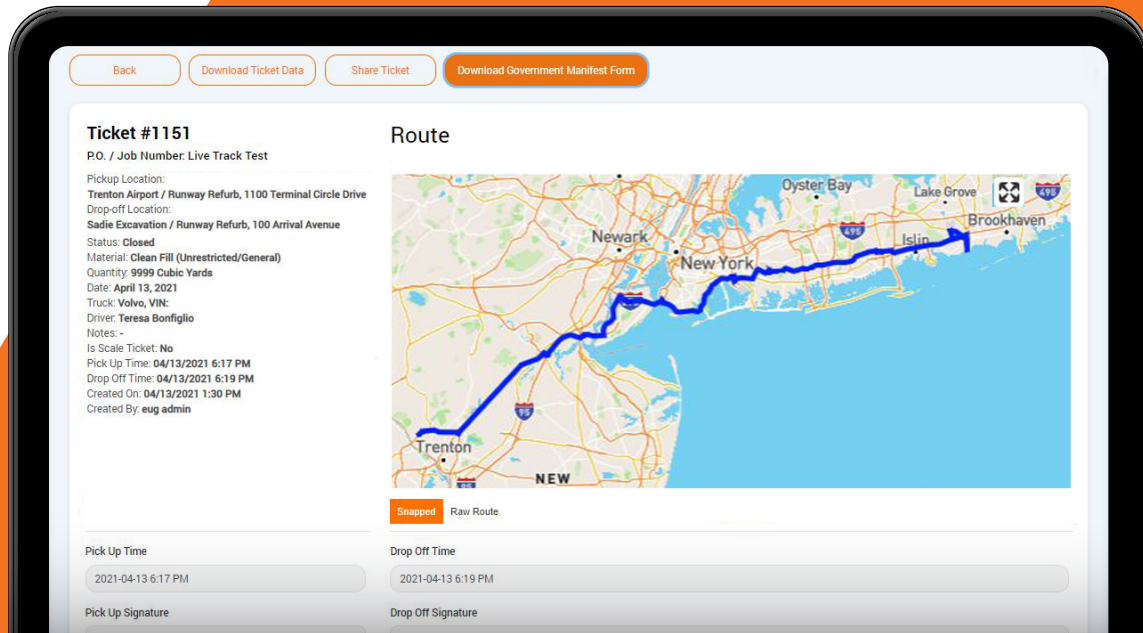 Back
Download Ticket Data
Share Ticket
Download Government Manifest Form
Ticket #1151
P.O. / Job Number: Live Track Test
Pickup Location:
Trenton Airport / Runway Refurb, 1100 Terminal Circle Drive
Drop-off Location:
Sadie Excavation / Runway Refurb, 100 Arrival Avenue
Status: Closed
Material: Clean Fill (Unrestricted/General)
Quantity: 9999 Cubic Yards
Date: April 13, 2021
Truck: Volvo, VIN:
Driver: Teresa Bonfiglio
Notes: -
Is Scale Ticket: No
Pick Up Time: 04/13/2021 6:17 PM
Drop Off Time: 04/13/2021 6:19 PM
Created On: 04/13/2021 1:30 PM
Created By: eug admin
Route
Oyster Bay
Lake Grove
495
Brookhaven
495
Islip
Newark
New York
95
Trenton
NEW
95
Snapped
Raw Route
Pick Up Time
2021-04-13 6:17 PM
Drop Off Time
2021-04-13 6:19 PM
Pick Up Signature
Drop Off Signature